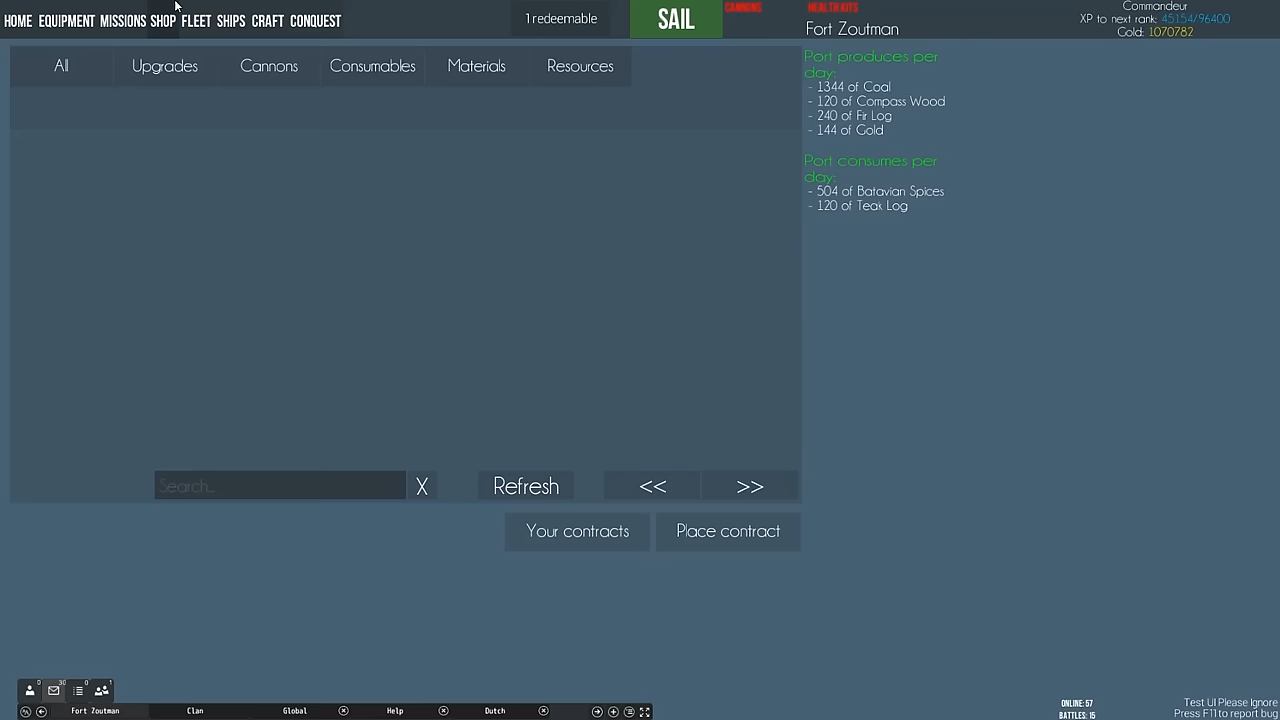 HOME EQUIPMENT MISSIONS SHOP FLEET SHIPS CRAFT CONQUEST
1 redeemable
SAIL
CANNONS
HEALTH KITS
Fort Zoutman
Commandeur
XP to next rank: 45154/96400
Gold: 1070782
All Upgrades Cannons Consumables Materials Resources
Port produces per
day:
- 1344 of Coal
- 120 of Compass Wood
- 240 of Fir Log
- 144 of Gold
Port consumes per
day:
- 504 of Batavian Spices
- 120 of Teak Log
Search...
X
Refresh
<<
>>
Your contracts
Place contract
0 30 0 1
Fort Zoutman Clan Global Help Dutch
ONLINE: 57
BATTLES: 15
Test UI Please Ignore
Press F11 to report bug